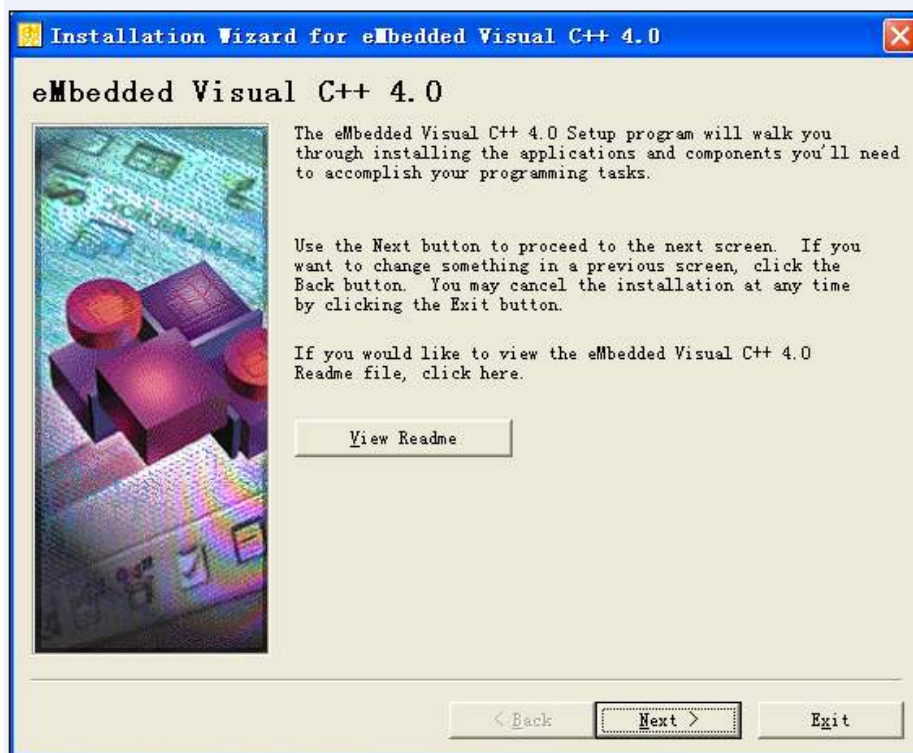 Installation Wizard for eMbedded Visual C++ 4.0
eMbedded Visual C++ 4.0
The eMbedded Visual C++ 4.0 Setup program will walk you
through installing the applications and components you'll need
to accomplish your programming tasks.
Use the Next button to proceed to the next screen.  If you
want to change something in a previous screen, click the
Back button.  You may cancel the installation at any time
by clicking the Exit button.
If you would like to view the eMbedded Visual C++ 4.0
Readme file, click here.
View Readme
< Back
Next >
Exit